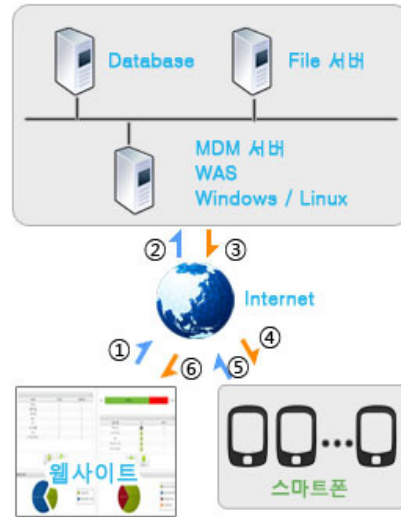 Database
File 서버
MDM 서버
WAS
Windows / Linux
② ③
Internet
① ⑥ ⑤ ④
웹사이트
스마트폰